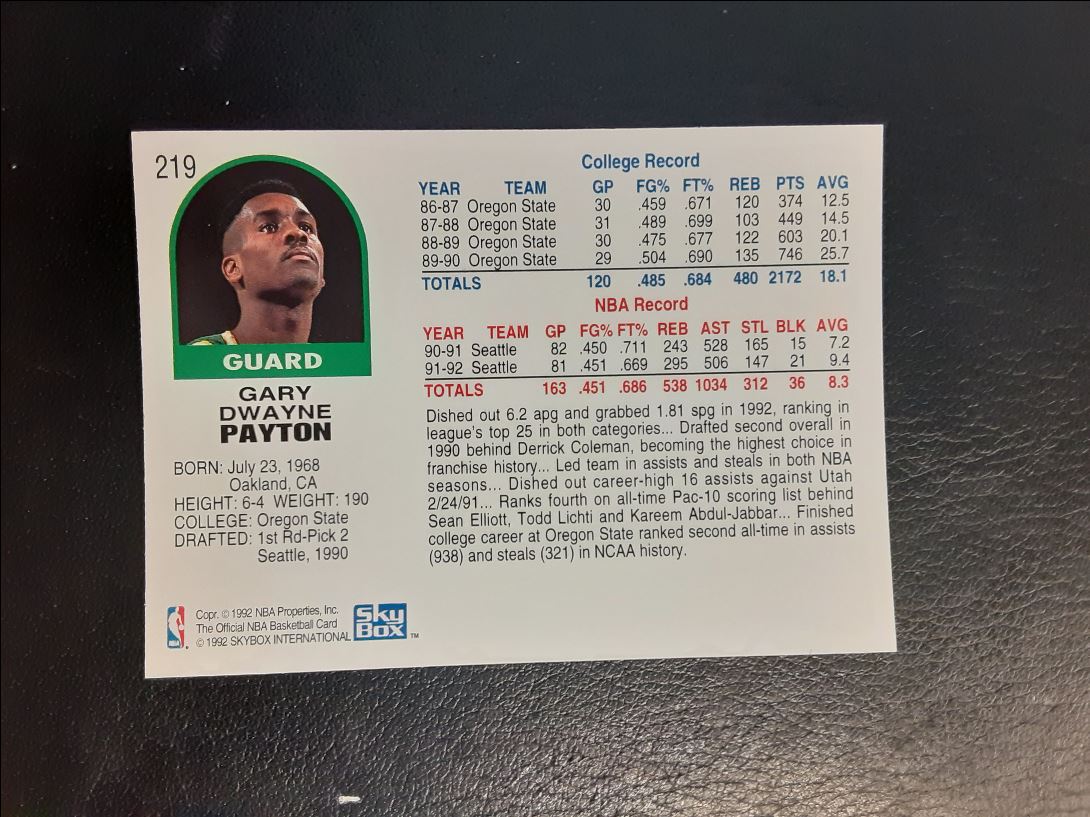 219
GUARD
GARY
DWAYNE
PAYTON
BORN: July 23, 1968
Oakland, CA
HEIGHT: 6-4 WEIGHT: 190
COLLEGE: Oregon State
DRAFTED: 1st Rd-Pick 2
Seattle, 1990
NBA
Copr. © 1992 NBA Properties, Inc.
The Official NBA Basketball Card
© 1992 SKYBOX INTERNATIONAL
Sky
Box ™
College Record
YEAR TEAM GP FG% FT% REB PTS AVG
86-87 Oregon State 30 .459 .671 120 374 12.5
87-88 Oregon State 31 .489 .699 103 449 14.5
88-89 Oregon State 30 .475 .677 122 603 20.1
89-90 Oregon State 29 .504 .690 135 746 25.7
TOTALS 120 .485 .684 480 2172 18.1
NBA Record
YEAR TEAM GP FG% FT% REB AST STL BLK AVG
90-91 Seattle 82 .450 .711 243 528 165 15 7.2
91-92 Seattle 81 .451 .669 295 506 147 21 9.4
TOTALS 163 .451 .686 538 1034 312 36 8.3
Dished out 6.2 apg and grabbed 1.81 spg in 1992, ranking in
league's top 25 in both categories... Drafted second overall in
1990 behind Derrick Coleman, becoming the highest choice in
franchise history... Led team in assists and steals in both NBA
seasons... Dished out career-high 16 assists against Utah
2/24/91... Ranks fourth on all-time Pac-10 scoring list behind
Sean Elliott, Todd Lichti and Kareem Abdul-Jabbar... Finished
college career at Oregon State ranked second all-time in assists
(938) and steals (321) in NCAA history.